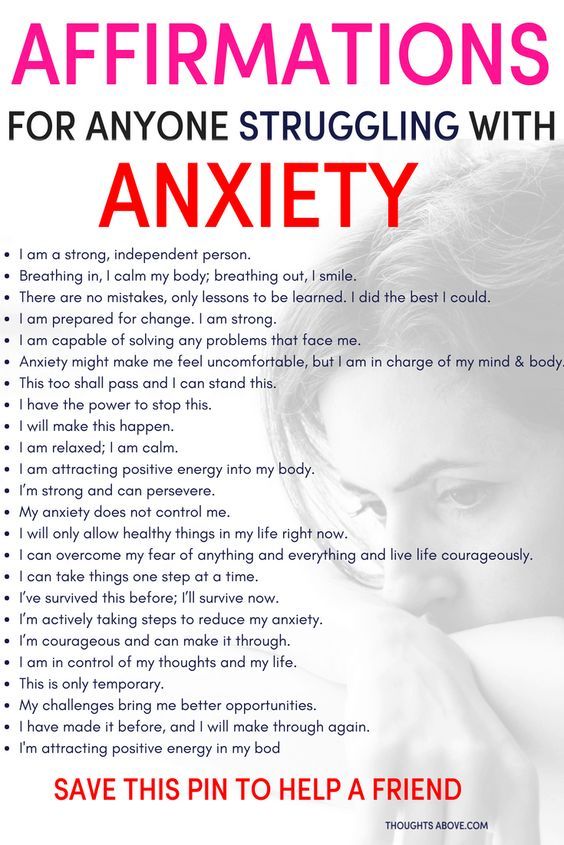 AFFIRMATIONS
FOR ANYONE STRUGGLING WITH
ANXIETY
• I am a strong, independent person.
• Breathing in, I calm my body; breathing out, I smile.
• There are no mistakes, only lessons to be learned. I did the best I could.
• I am prepared for change. I am strong.
• I am capable of solving any problems that face me.
• Anxiety might make me feel uncomfortable, but I am in charge of my mind & body.
• This too shall pass and I can stand this.
• I have the power to stop this.
• I will make this happen.
• I am relaxed; I am calm.
• I am attracting positive energy into my body.
• I’m strong and can persevere.
• My anxiety does not control me.
• I will only allow healthy things in my life right now.
• I can overcome my fear of anything and everything and live life courageously.
• I can take things one step at a time.
• I’ve survived this before; I’ll survive now.
• I’m actively taking steps to reduce my anxiety.
• I’m courageous and can make it through.
• I am in control of my thoughts and my life.
• This is only temporary.
• My challenges bring me better opportunities.
• I have made it before, and I will make through again.
• I'm attracting positive energy in my bod
SAVE THIS PIN TO HELP A FRIEND
THOUGHTS ABOVE.COM